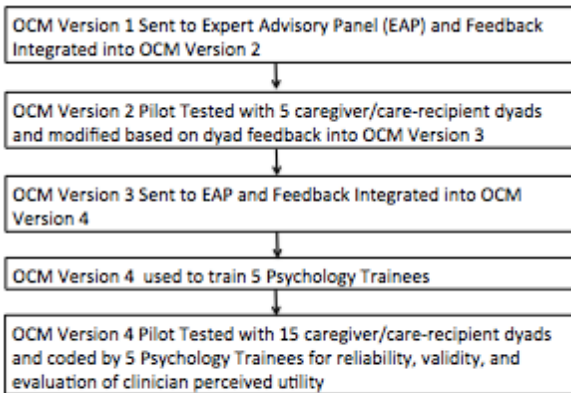 OCM Version 1 Sent to Expert Advisory Panel (EAP) and Feedback
Integrated into OCM Version 2
OCM Version 2 Pilot Tested with 5 caregiver/care-recipient dyads
and modified based on dyad feedback into OCM Version 3
OCM Version 3 Sent to EAP and Feedback Integrated into OCM
Version 4
OCM Version 4 used to train 5 Psychology Trainees
OCM Version 4 Pilot Tested with 15 caregiver/care-recipient dyads
and coded by 5 Psychology Trainees for reliability, validity, and
evaluation of clinician perceived utility